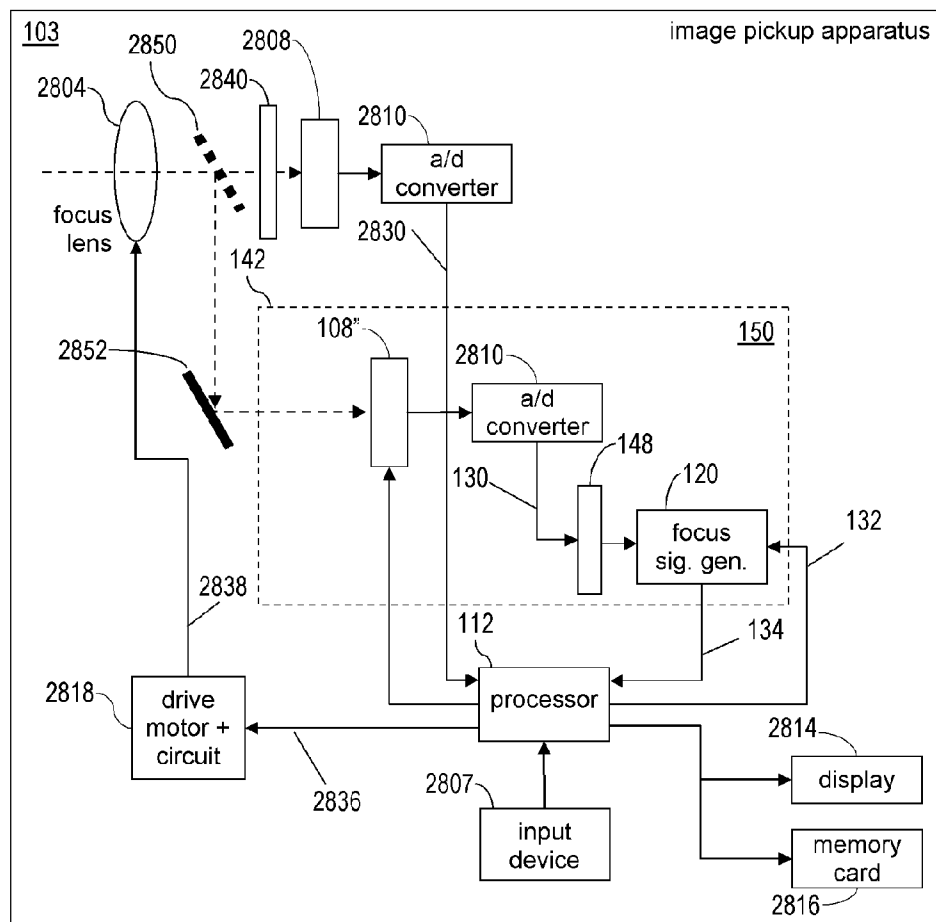 103
image pickup apparatus
2808
2850
2840
2804
2810
a/d
converter
focus
lens
2830
142
150
108"
2810
2852
a/d
converter
148
130
120
132
focus
sig. gen.
2838
134
112
2818
drive
motor +
circuit
processor
2814
display
2836
2807
input
device
memory
card
2816